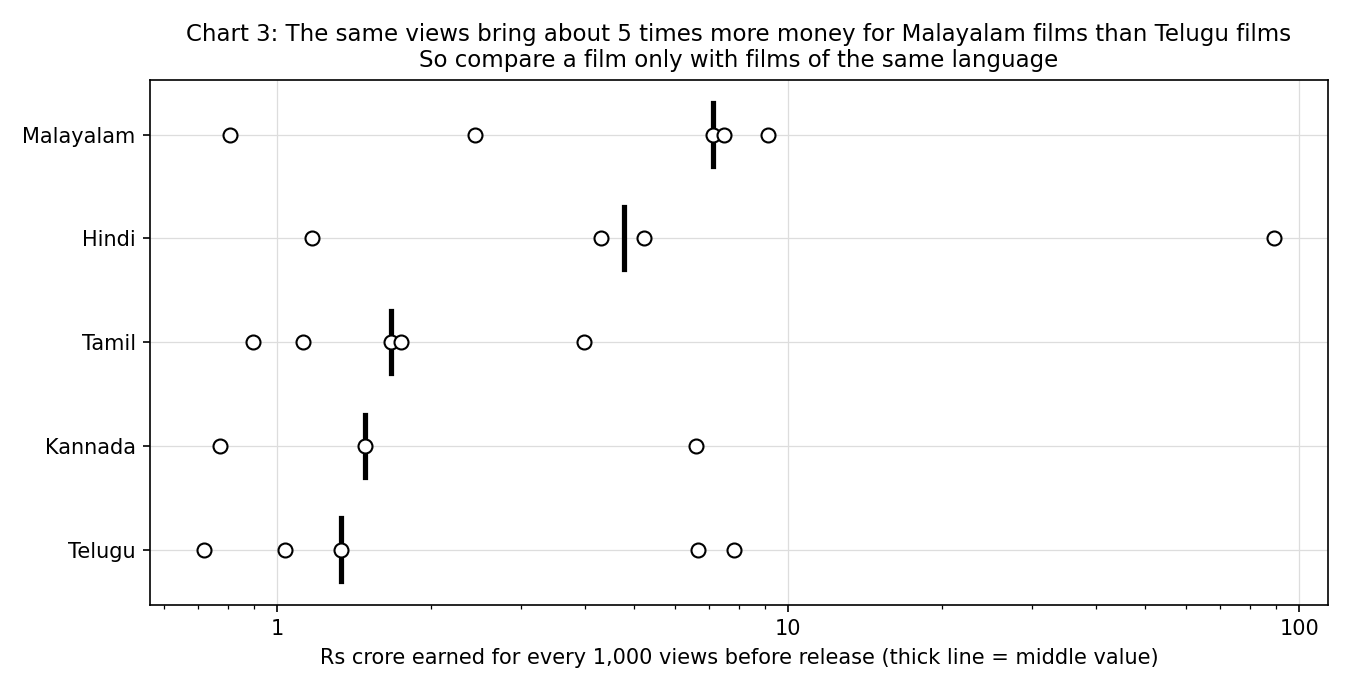 Chart 3: The same views bring about 5 times more money for Malayalam films than Telugu films
So compare a film only with films of the same language
Malayalam
Hindi
Tamil
Kannada
Telugu
1
10
100
Rs crore earned for every 1,000 views before release (thick line = middle value)